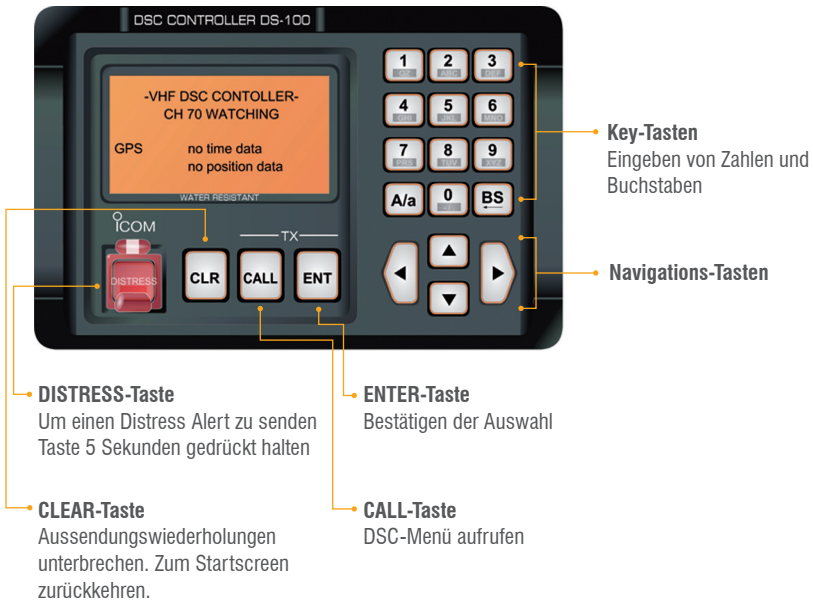 DSC CONTROLLER DS-100
-VHF DSC CONTOLLER-
CH 70 WATCHING
GPS no time data
no position data
WATER RESISTANT
ICOM
TX
DISTRESS
CLR
CALL
ENT
1
QZ
2
ABC
3
DEF
4
GHI
5
JKL
6
MNO
7
PRS
8
TUV
9
XYZ
A/a
0
BS
Key-Tasten
Eingeben von Zahlen und
Buchstaben
Navigations-Tasten
DISTRESS-Taste
Um einen Distress Alert zu senden
Taste 5 Sekunden gedrückt halten
ENTER-Taste
Bestätigen der Auswahl
CLEAR-Taste
Aussendungswiederholungen
unterbrechen. Zum Startscreen
zurückkehren.
CALL-Taste
DSC-Menü aufrufen